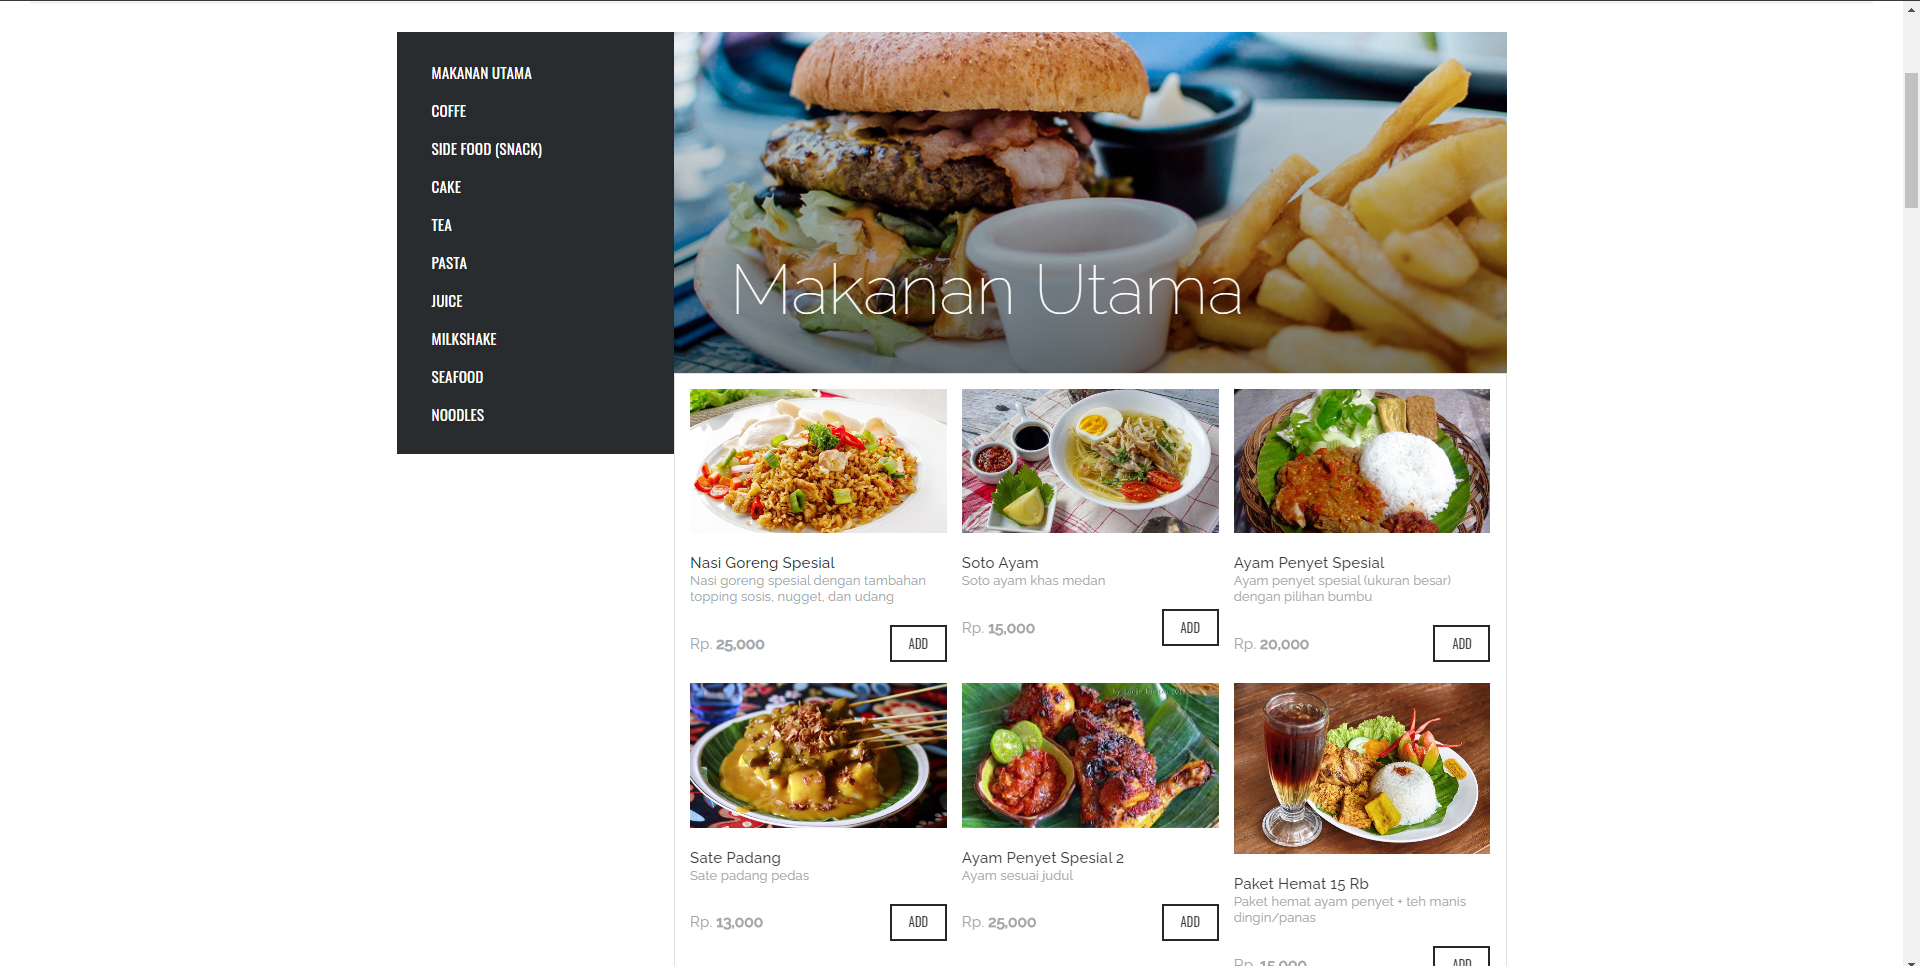 MAKANAN UTAMA
COFFE
SIDE FOOD (SNACK)
CAKE
TEA
PASTA
JUICE
MILKSHAKE
SEAFOOD
NOODLES
Makanan Utama
Nasi Goreng Spesial
Nasi goreng spesial dengan tambahan
topping sosis, nugget, dan udang
Rp. 25,000
ADD
Soto Ayam
Soto ayam khas medan
Rp. 15,000
ADD
Ayam Penyet Spesial
Ayam penyet spesial (ukuran besar)
dengan pilihan bumbu
Rp. 20,000
ADD
Sate Padang
Sate padang pedas
Rp. 13,000
ADD
Ayam Penyet Spesial 2
Ayam sesuai judul
Rp. 25,000
ADD
Paket Hemat 15 Rb
Paket hemat ayam penyet + teh manis
dingin/panas
Rp. 15,000
ADD